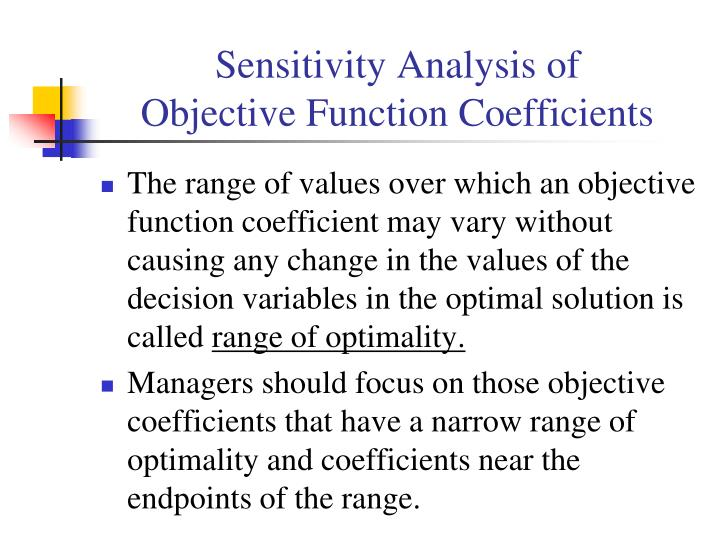 Sensitivity Analysis of
Objective Function Coefficients
The range of values over which an objective
function coefficient may vary without
causing any change in the values of the
decision variables in the optimal solution is
called range of optimality.
Managers should focus on those objective
coefficients that have a narrow range of
optimality and coefficients near the
endpoints of the range.